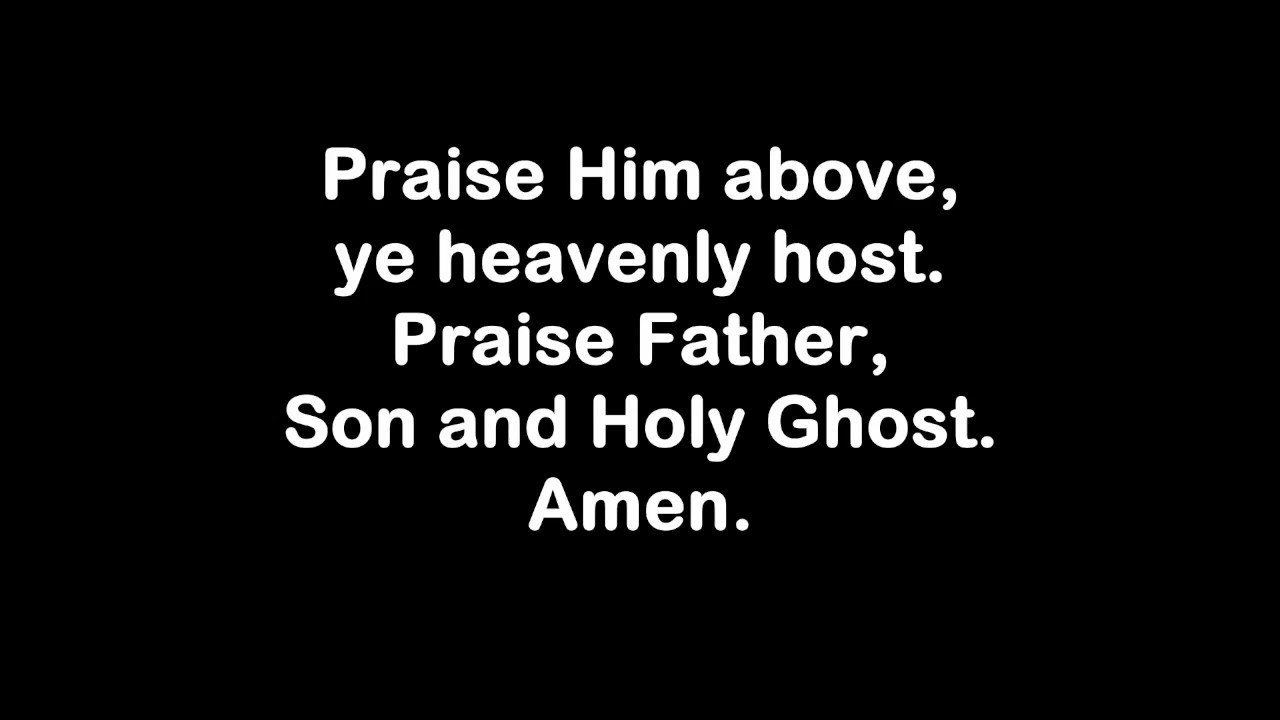 Praise Him above,
ye heavenly host.
Praise Father,
Son and Holy Ghost.
Amen.